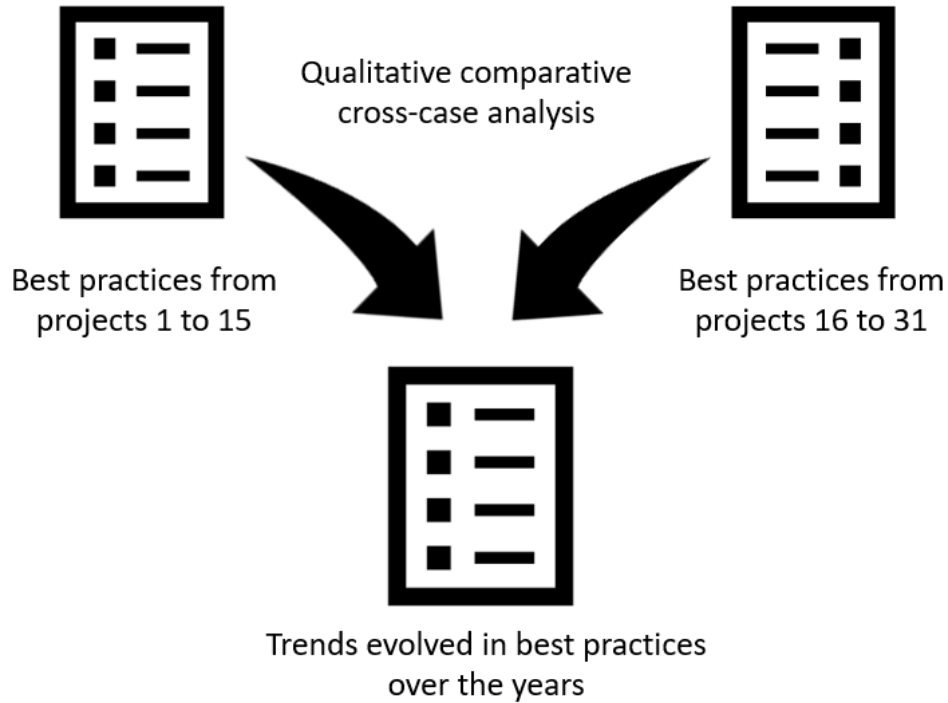 Qualitative comparative
cross-case analysis
Best practices from
projects 1 to 15
Best practices from
projects 16 to 31
Trends evolved in best practices
over the years